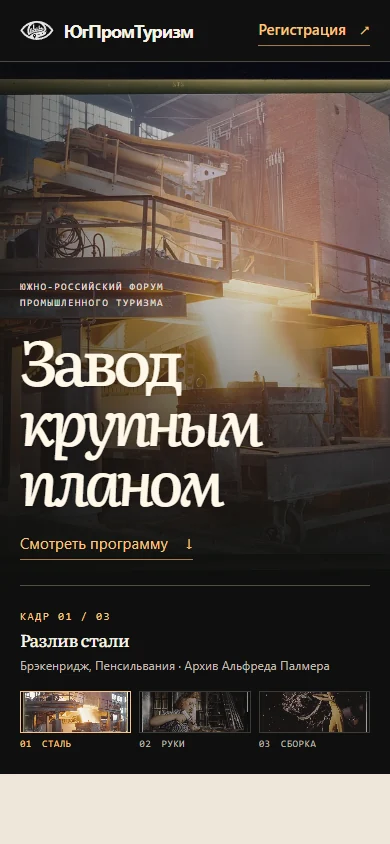 ЮгПромТуризм
Регистрация ↗
ЮЖНО-РОССИЙСКИЙ ФОРУМ
ПРОМЫШЛЕННОГО ТУРИЗМА
Завод
крупным
планом
Смотреть программу ↓
КАДР 01 / 03
Разлив стали
Брэкенридж, Пенсильвания · Архив Альфреда Палмера
01 СТАЛЬ
02 РУКИ
03 СБОРКА